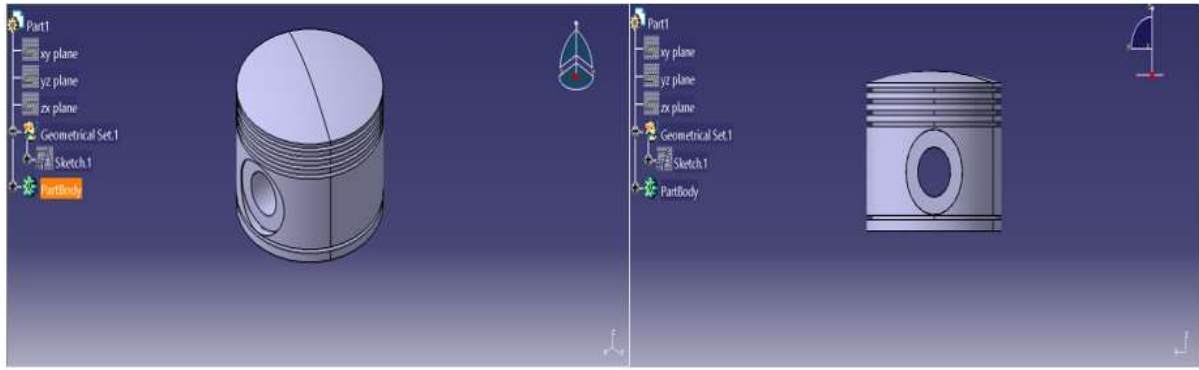 Part1
xy plane
yz plane
zx plane
Geometrical Set.1
Sketch.1
PartBody
Part1
xy plane
yz plane
zx plane
Geometrical Set.1
Sketch.1
PartBody